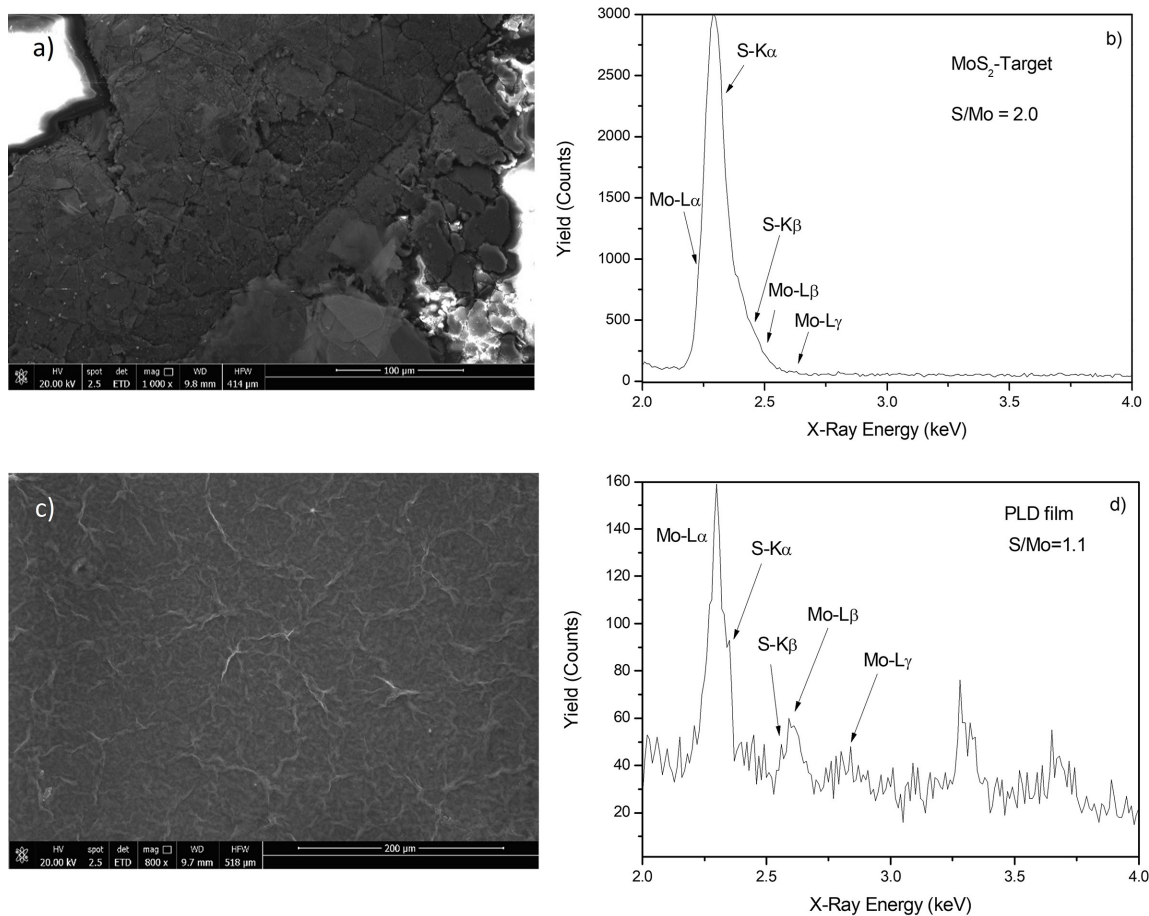 a)
HV spot det mag WD HFW
20.00 kV 2.5 ETD 1 000 x 9.8 mm 414 µm
100 µm
b)
MoS2-Target
S/Mo = 2.0
S-Kα
Mo-Lα
S-Kβ
Mo-Lβ
Mo-Lγ
3000
2500
2000
1500
1000
500
0
2.0 2.5 3.0 3.5 4.0
Yield (Counts)
X-Ray Energy (keV)
c)
HV spot det mag WD HFW
20.00 kV 2.5 ETD 800 x 9.7 mm 518 µm
200 µm
d)
PLD film
S/Mo=1.1
Mo-Lα
S-Kα
Mo-Lβ
S-Kβ
Mo-Lγ
160
140
120
100
80
60
40
20
2.0 2.5 3.0 3.5 4.0
Yield (Counts)
X-Ray Energy (keV)